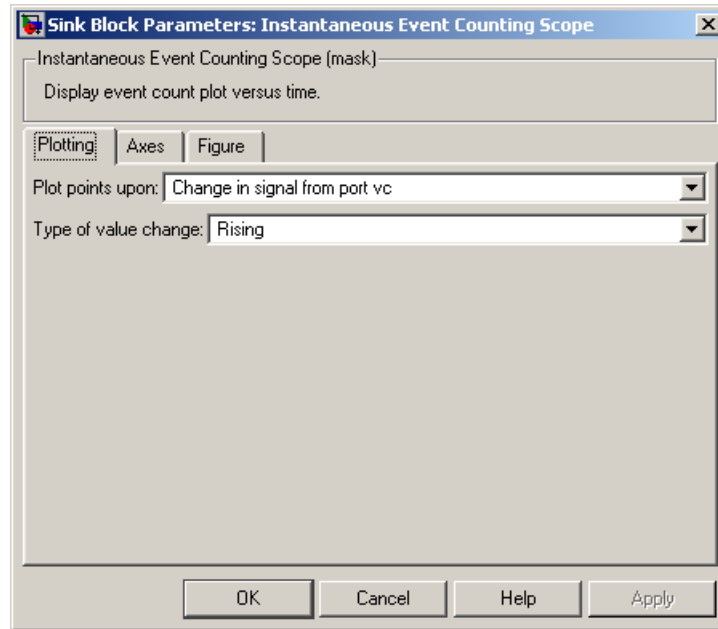 Sink Block Parameters: Instantaneous Event Counting Scope
Instantaneous Event Counting Scope (mask)
Display event count plot versus time.
Plotting Axes Figure
Plot points upon: Change in signal from port vc
Type of value change: Rising
OK Cancel Help Apply